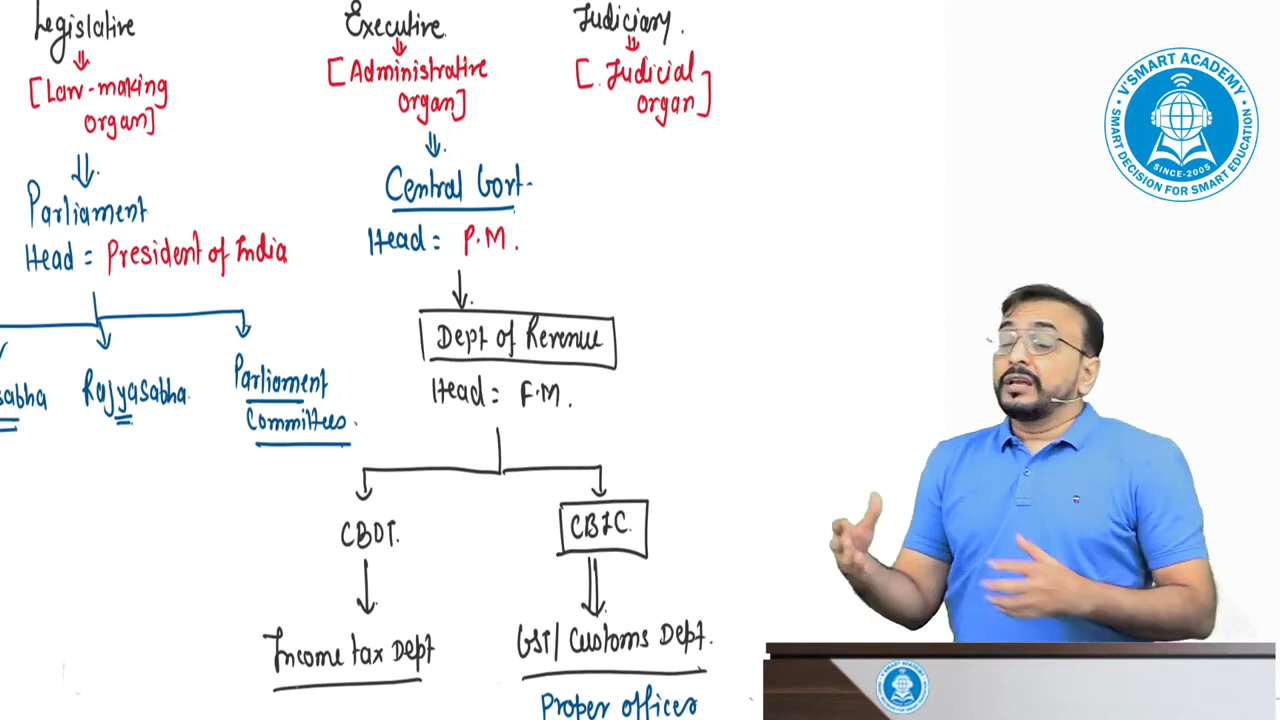 Legislative
[Law-making
organ]
Parliament
Head = President of India
sabha
Rajyasabha.
Parliament
Committees.
Executive
[Administrative
organ]
Central Govt.
Head = P.M.
Dept of Revenue
Head = F.M.
CBDT.
Income tax Dept
CBIC.
GST/Customs Dept.
Proper officer
Judiciary.
[Judicial
organ]
V'SMART ACADEMY
SINCE-2005
SMART DECISION FOR SMART EDUCATION